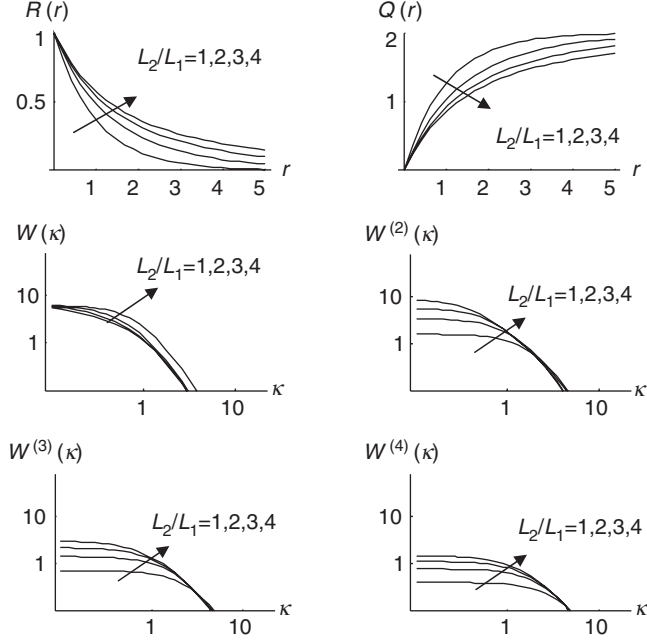 R (r)
1
0.5
L₂/L₁=1,2,3,4
1 2 3 4 5 r
Q (r)
2
1
L₂/L₁=1,2,3,4
1 2 3 4 5 r
W (κ)
10
1
L₂/L₁=1,2,3,4
1 10 κ
W ⁽²⁾ (κ)
10
1
L₂/L₁=1,2,3,4
1 10 κ
W ⁽³⁾ (κ)
10
1
L₂/L₁=1,2,3,4
1 10 κ
W ⁽⁴⁾ (κ)
10
1
L₂/L₁=1,2,3,4
1 10 κ